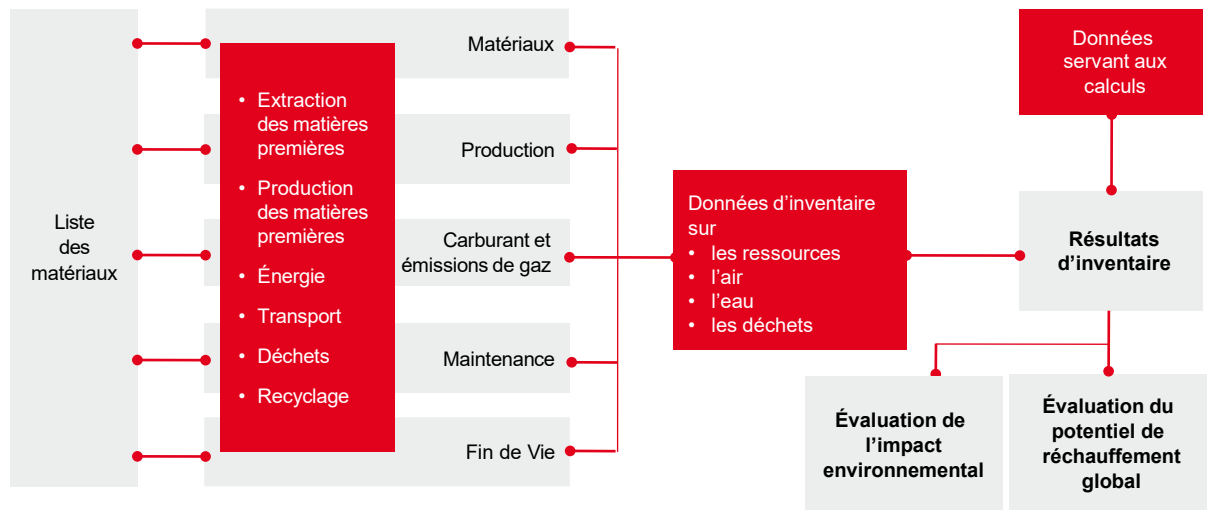 Liste
des
matériaux
• Extraction
des matières
premières
• Production
des matières
premières
• Énergie
• Transport
• Déchets
• Recyclage
Matériaux
Production
Carburant et
émissions de gaz
Maintenance
Fin de Vie
Données d’inventaire
sur
• les ressources
• l’air
• l’eau
• les déchets
Données
servant aux
calculs
Résultats
d’inventaire
Évaluation de
l’impact
environnemental
Évaluation du
potentiel de
réchauffement
global